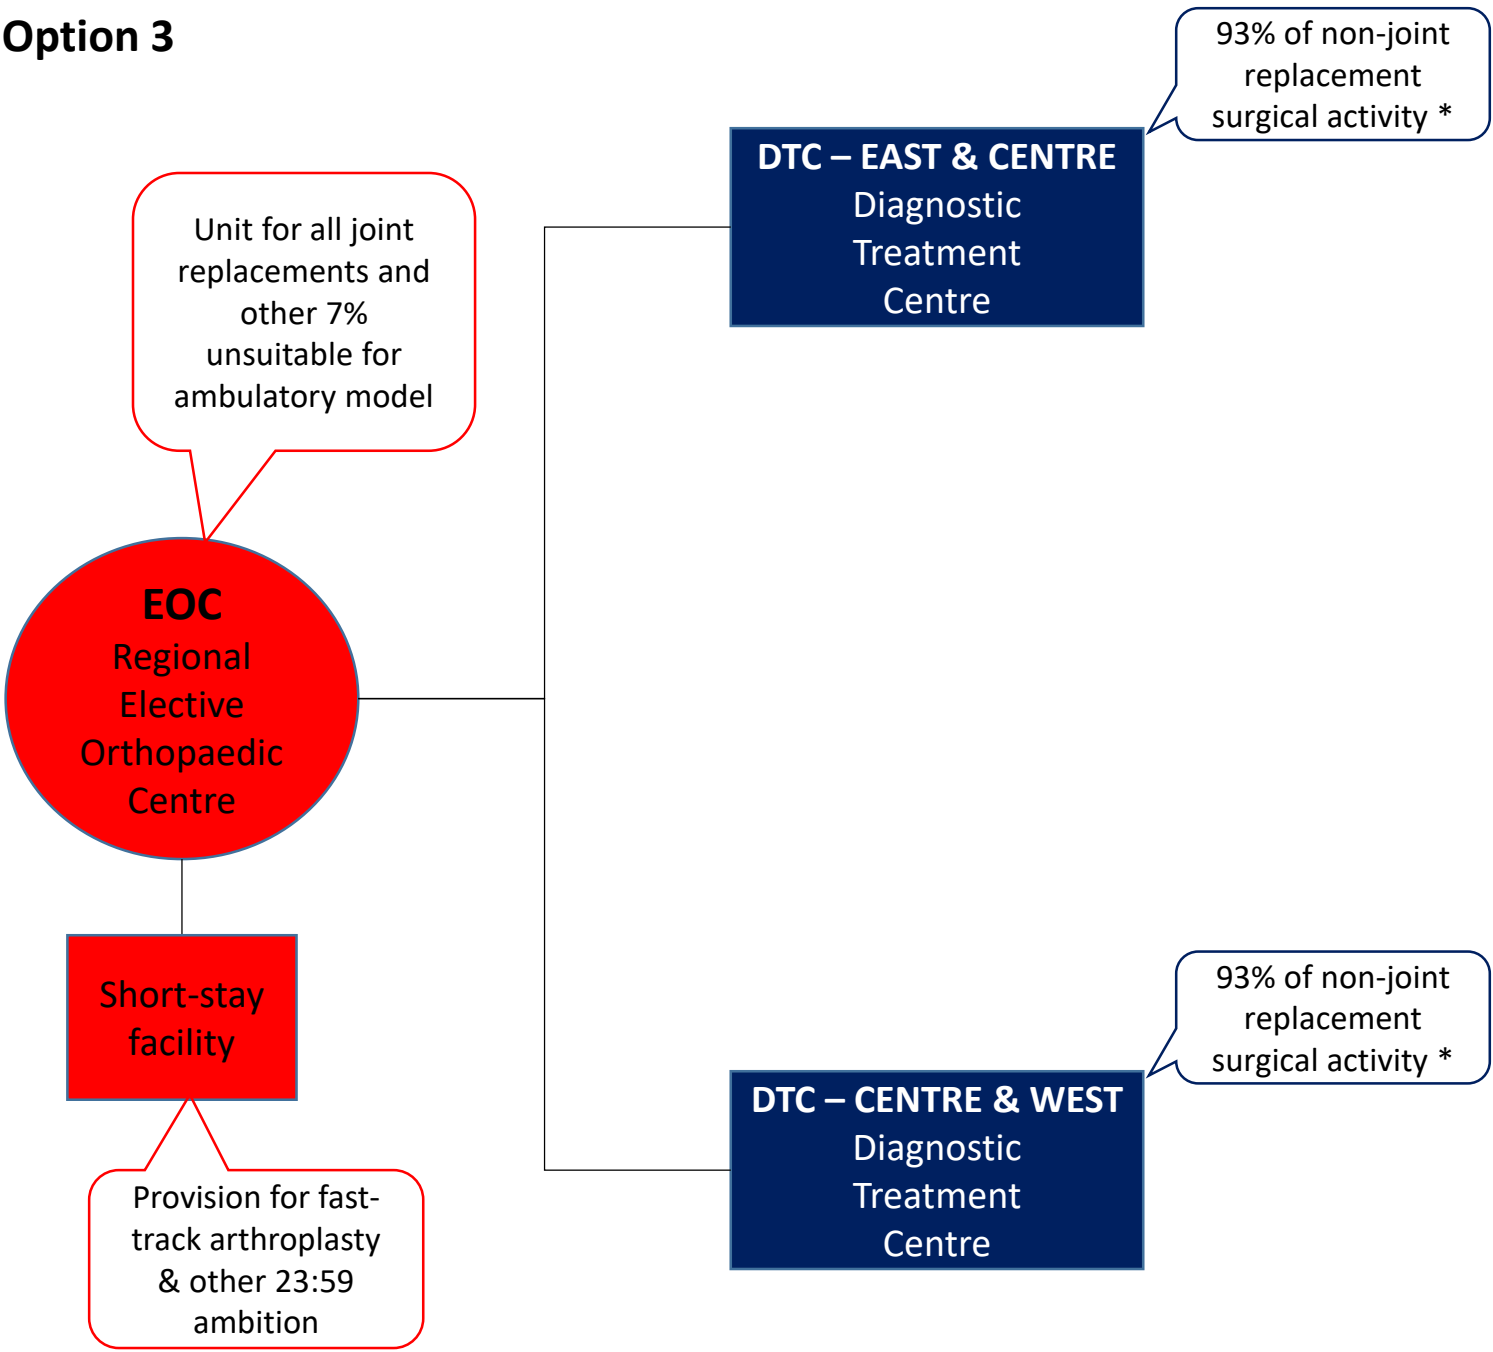 Option 3
93% of non-joint
replacement
surgical activity *
DTC – EAST & CENTRE
Diagnostic
Treatment
Centre
Unit for all joint
replacements and
other 7%
unsuitable for
ambulatory model
EOC
Regional
Elective
Orthopaedic
Centre
Short-stay
facility
Provision for fast-
track arthroplasty
& other 23:59
ambition
93% of non-joint
replacement
surgical activity *
DTC – CENTRE & WEST
Diagnostic
Treatment
Centre